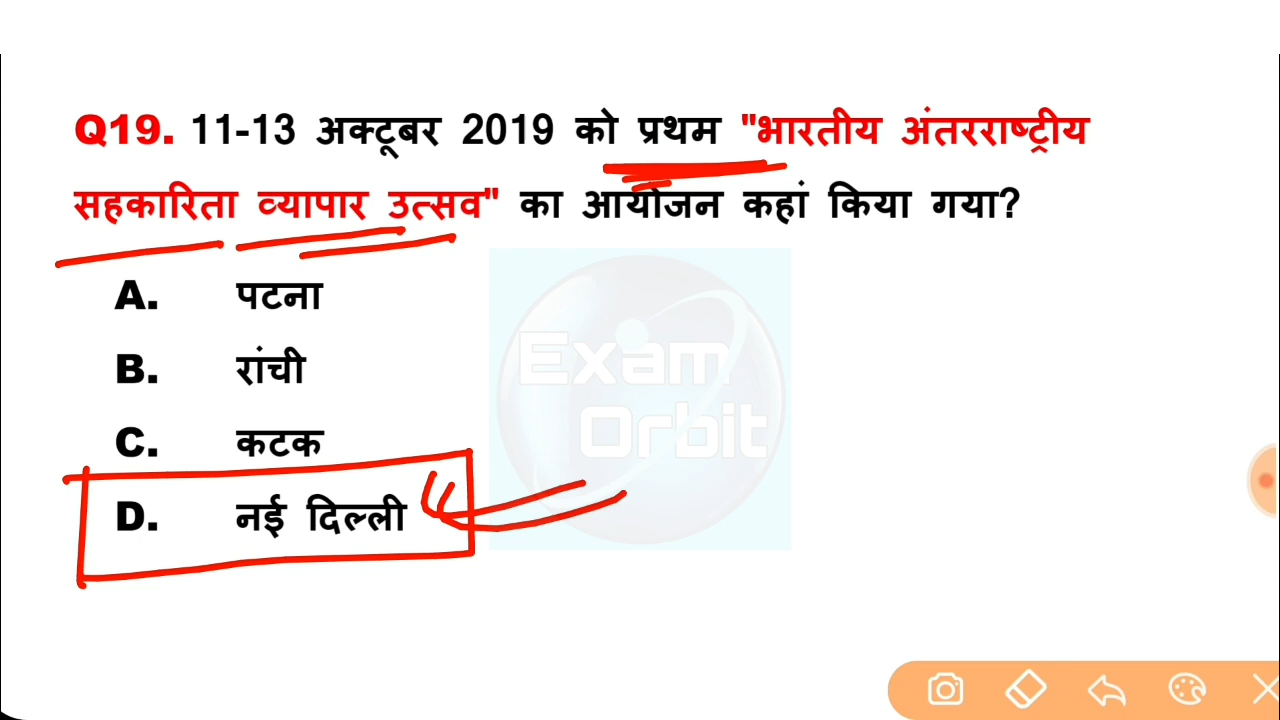 Q19. 11-13 अक्टूबर 2019 को प्रथम "भारतीय अंतरराष्ट्रीय
सहकारिता व्यापार उत्सव" का आयोजन कहां किया गया?
A. पटना
B. रांची
C. कटक
D. नई दिल्ली
Exam
Orbit